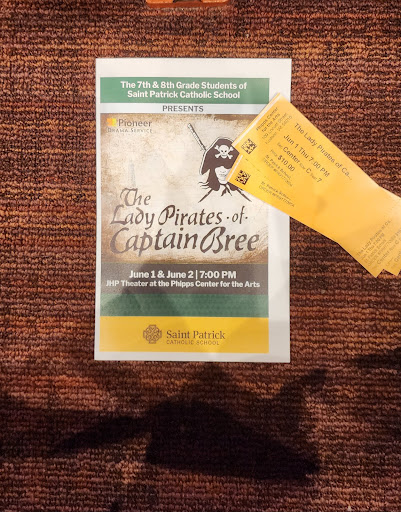 The 7th & 8th Grade Students of
Saint Patrick Catholic School
PRESENTS
Pioneer
DRAMA SERVICE
The
Lady Pirates · of ·
Captain Bree
June 1 & June 2 | 7:00 PM
JHP Theater at the Phipps Center for the Arts
Saint Patrick
CATHOLIC SCHOOL
The Lady Pirates of Ca...
Jun 1 Thu 7:00 PM
Center
C
7
$10.00